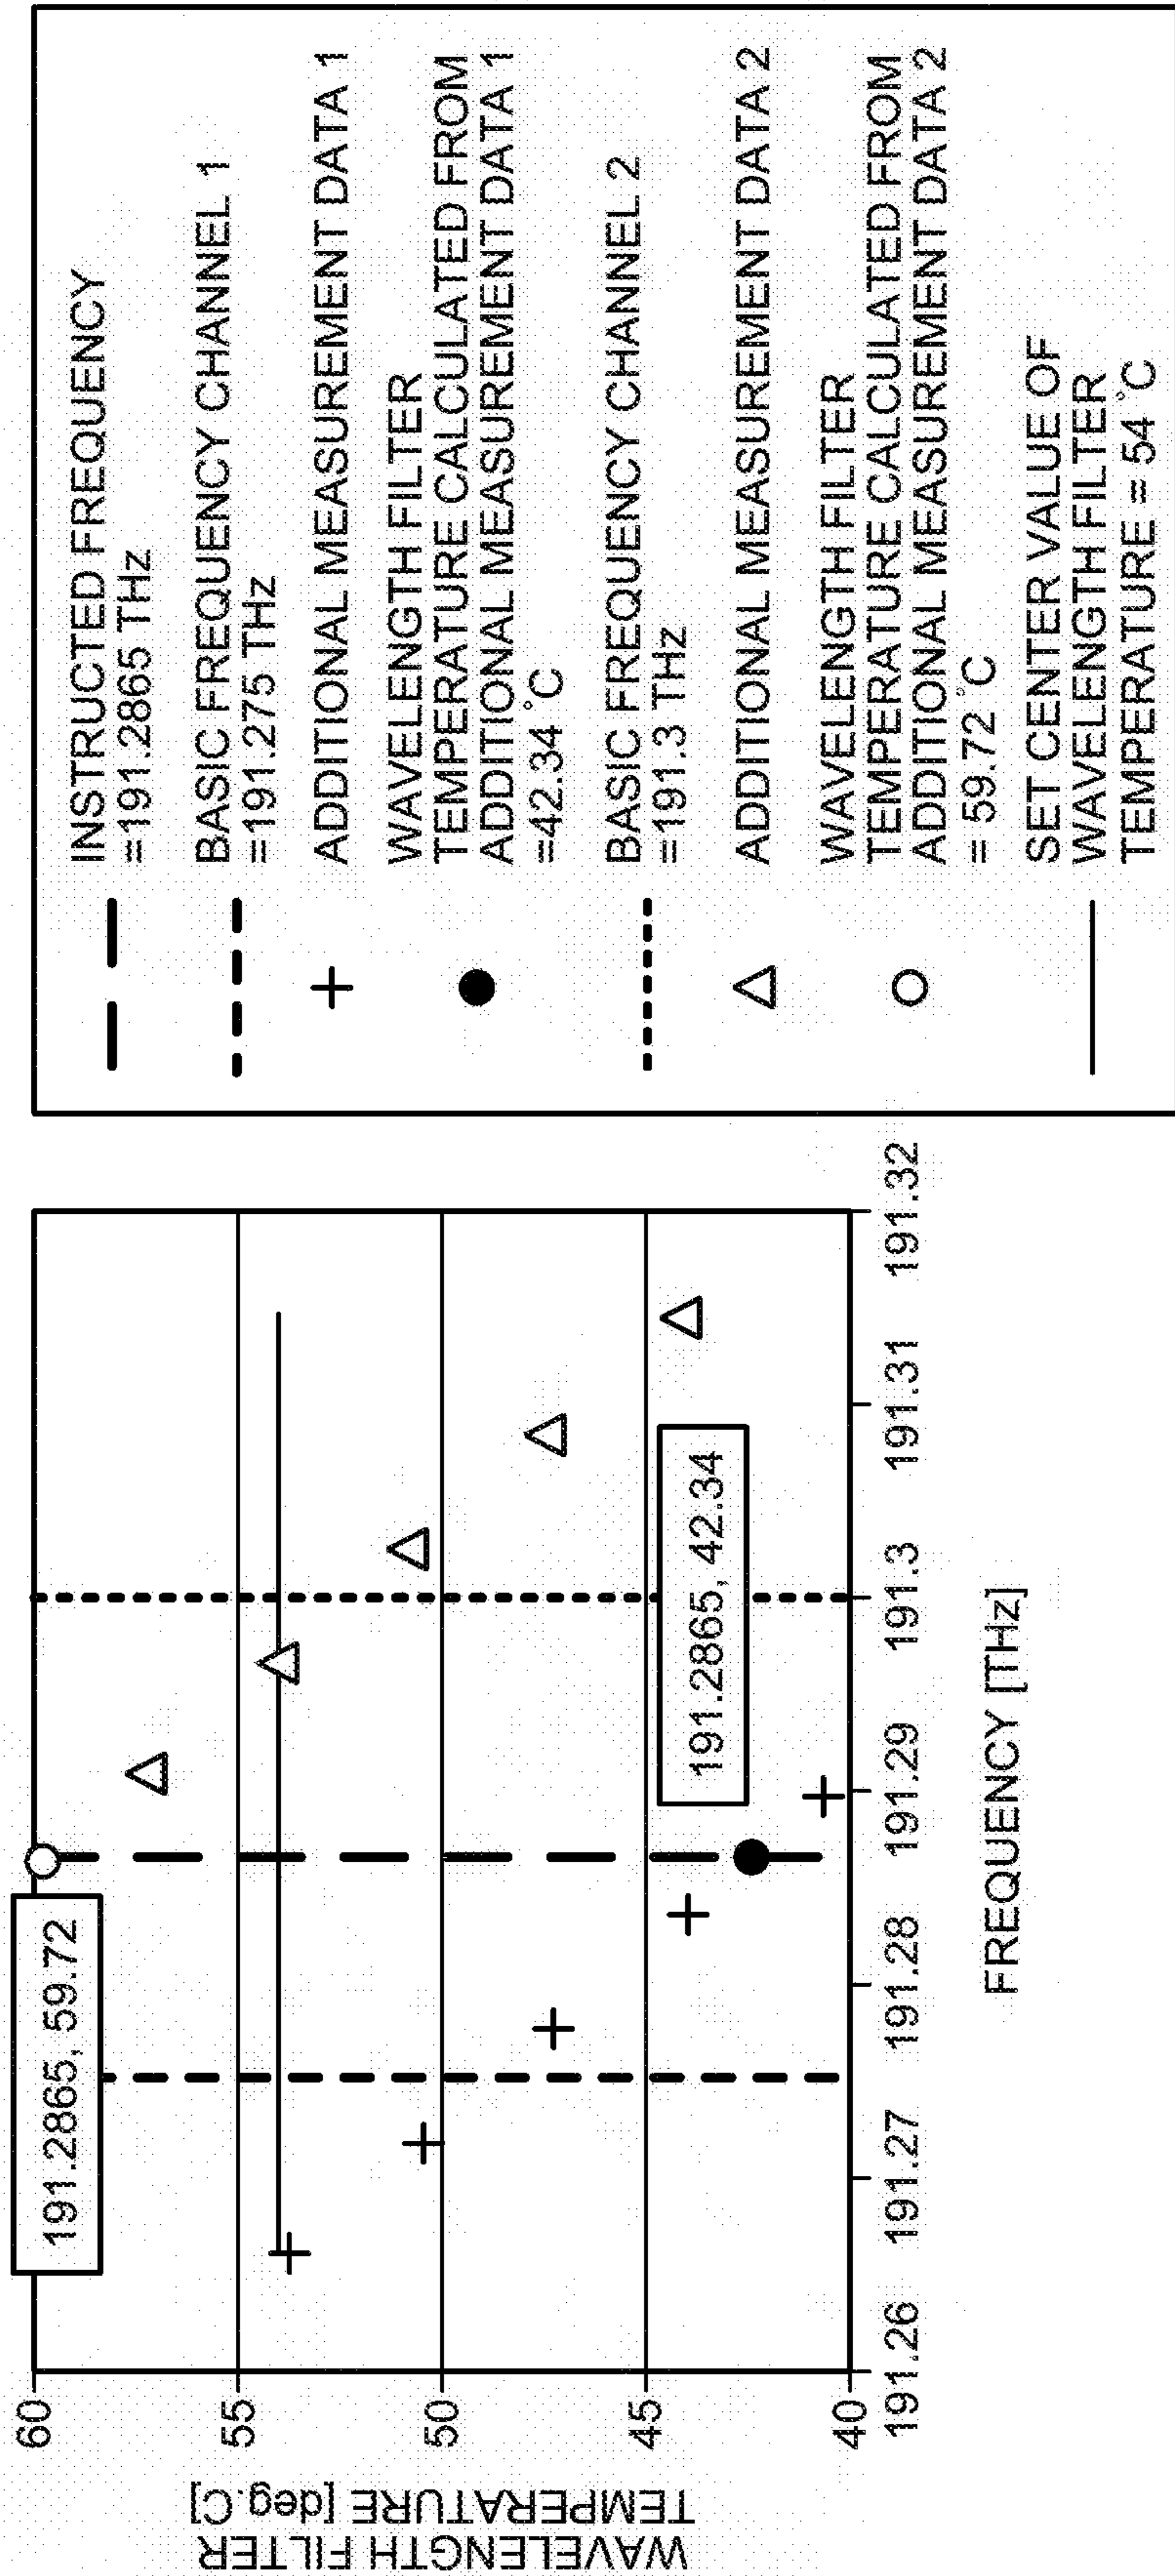 WAVELENGTH FILTER
TEMPERATURE [deg.C]
60
55
50
45
40
191.2865, 59.72
191.2865, 42.34
191.26
191.27
191.28
191.29
191.3
191.31
191.32
FREQUENCY [THz]
INSTRUCTED FREQUENCY
=191.2865 THz
BASIC FREQUENCY CHANNEL 1
=191.275 THz
ADDITIONAL MEASUREMENT DATA 1
WAVELENGTH FILTER
TEMPERATURE CALCULATED FROM
ADDITIONAL MEASUREMENT DATA 1
=42.34 °C
BASIC FREQUENCY CHANNEL 2
=191.3 THz
ADDITIONAL MEASUREMENT DATA 2
WAVELENGTH FILTER
TEMPERATURE CALCULATED FROM
ADDITIONAL MEASUREMENT DATA 2
= 59.72 °C
SET CENTER VALUE OF
WAVELENGTH FILTER
TEMPERATURE = 54 °C